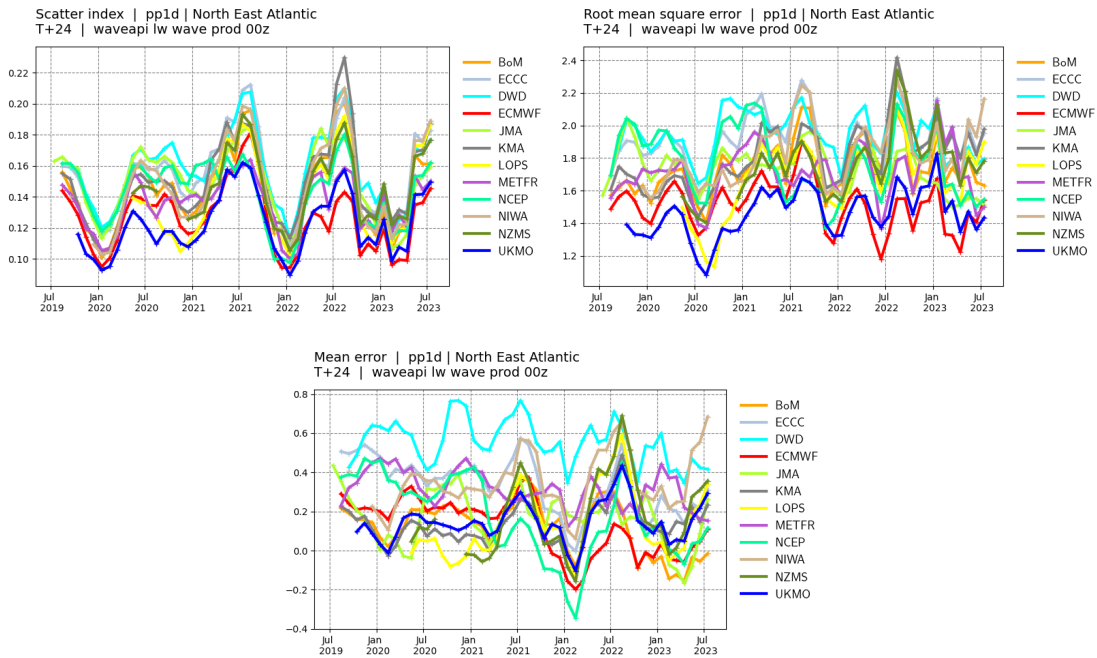 Scatter index | pp1d | North East Atlantic
T+24 | waveapi lw wave prod 00z
0.22
0.20
0.18
0.16
0.14
0.12
0.10
Jul 2019
Jan 2020
Jul 2020
Jan 2021
Jul 2021
Jan 2022
Jul 2022
Jan 2023
Jul 2023
BoM
ECCC
DWD
ECMWF
JMA
KMA
LOPS
METFR
NCEP
NIWA
NZMS
UKMO
Root mean square error | pp1d | North East Atlantic
T+24 | waveapi lw wave prod 00z
2.4
2.2
2.0
1.8
1.6
1.4
1.2
Jul 2019
Jan 2020
Jul 2020
Jan 2021
Jul 2021
Jan 2022
Jul 2022
Jan 2023
Jul 2023
BoM
ECCC
DWD
ECMWF
JMA
KMA
LOPS
METFR
NCEP
NIWA
NZMS
UKMO
Mean error | pp1d | North East Atlantic
T+24 | waveapi lw wave prod 00z
0.8
0.6
0.4
0.2
0.0
−0.2
−0.4
Jul 2019
Jan 2020
Jul 2020
Jan 2021
Jul 2021
Jan 2022
Jul 2022
Jan 2023
Jul 2023
BoM
ECCC
DWD
ECMWF
JMA
KMA
LOPS
METFR
NCEP
NIWA
NZMS
UKMO